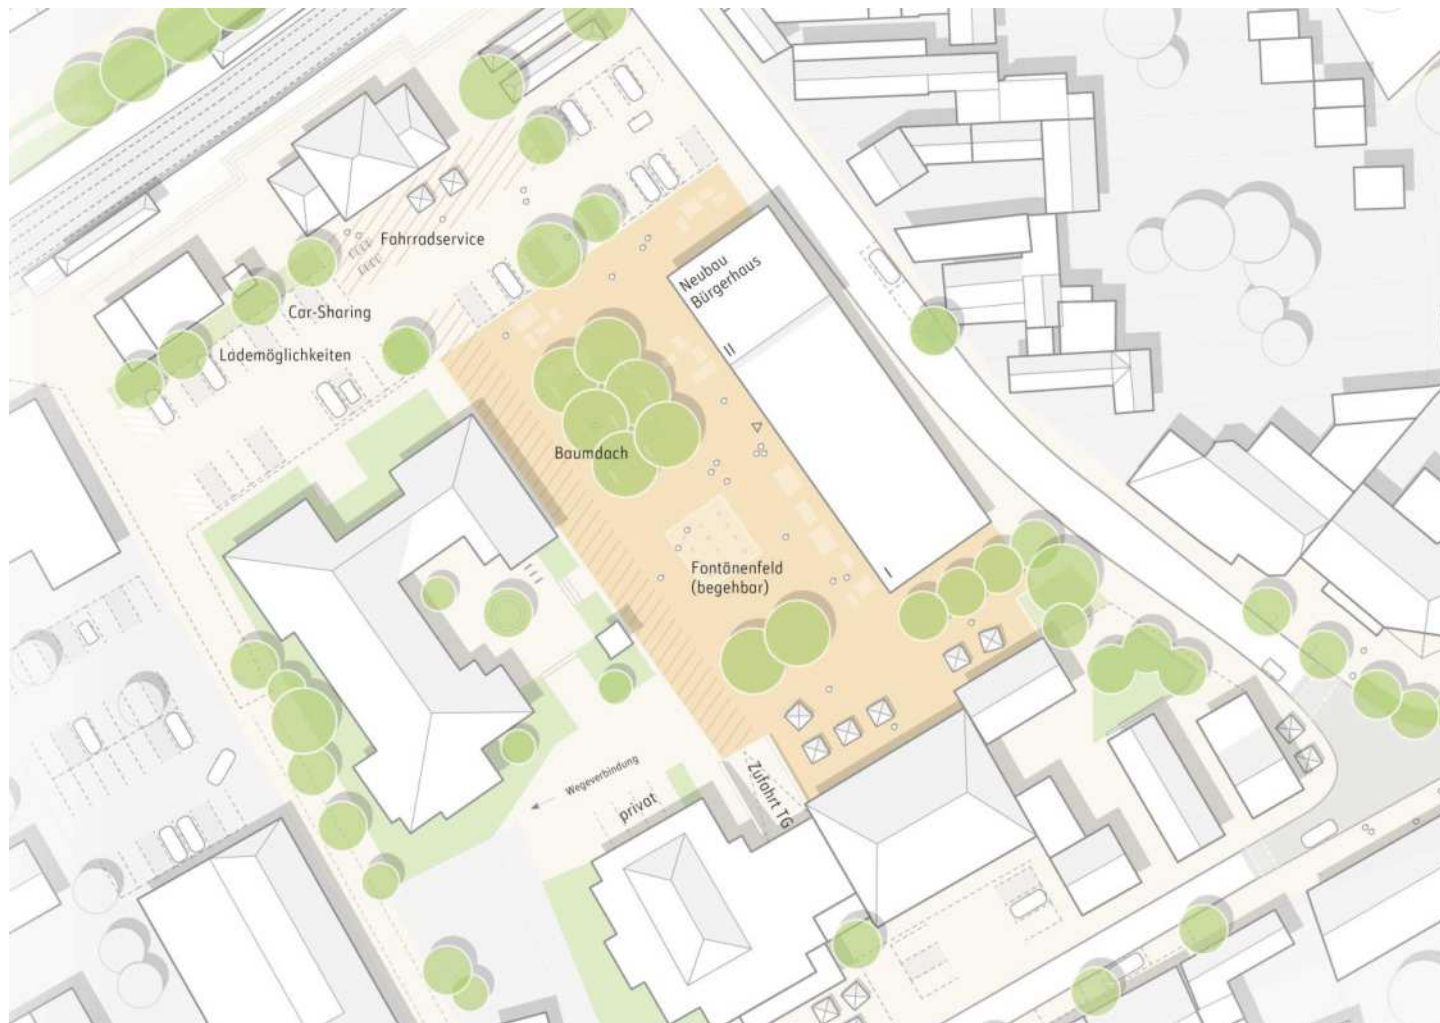 Fahrradservice
Neubau
Bürgerhaus
Car-Sharing
Lademöglichkeiten
II
Baumdach
Fontänenfeld
(begehbar)
I
Wegeverbindung
Zufahrt TG
privat